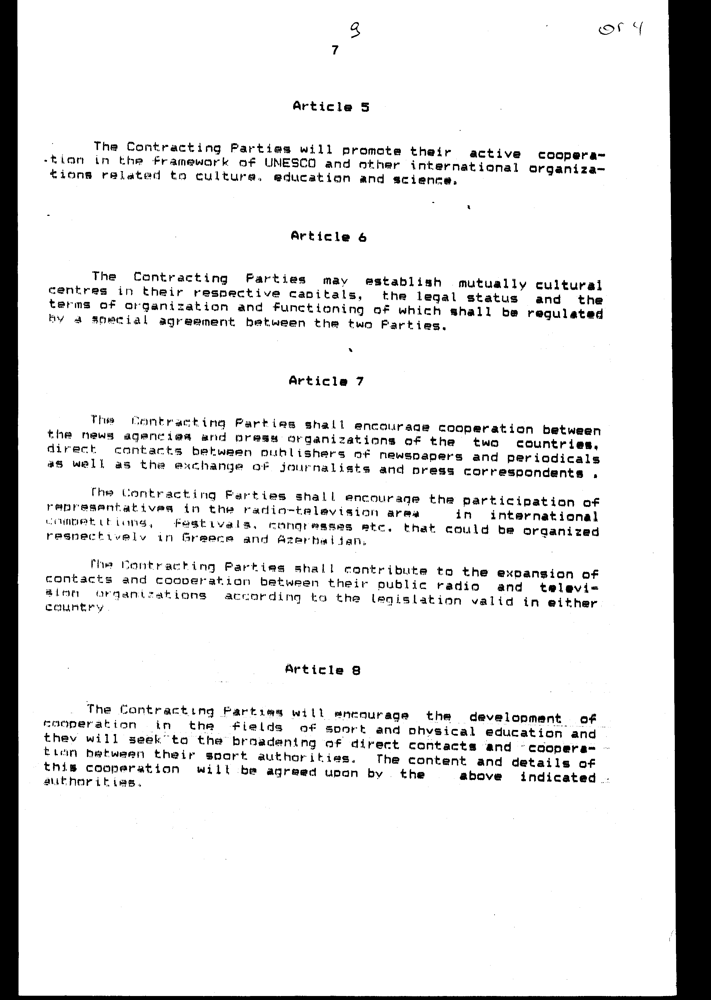 9
7
Article 5
The Contracting Parties will promote their active coopera-
tion in the framework of UNESCO and other international organiza-
tions related to culture, education and science.
Article 6
The Contracting Parties may establish mutually cultural
centres in their respective capitals, the legal status and the
terms of organization and functioning of which shall be regulated
by a special agreement between the two Parties.
Article 7
The Contracting Parties shall encourage cooperation between
the news agencies and press organizations of the two countries,
direct contacts between publishers of newspapers and periodicals
as well as the exchange of journalists and press correspondents .
The Contracting Parties shall encourage the participation of
representatives in the radio-television area in international
competitions, festivals, congresses etc. that could be organized
respectively in Greece and Azerbaijan.
The Contracting Parties shall contribute to the expansion of
contacts and cooperation between their public radio and televi-
sion organizations according to the legislation valid in either
country.
Article 8
The Contracting Parties will encourage the development of
cooperation in the fields of sport and physical education and
they will seek to the broadening of direct contacts and coopera-
tion between their sport authorities. The content and details of
this cooperation will be agreed upon by the above indicated
authorities.